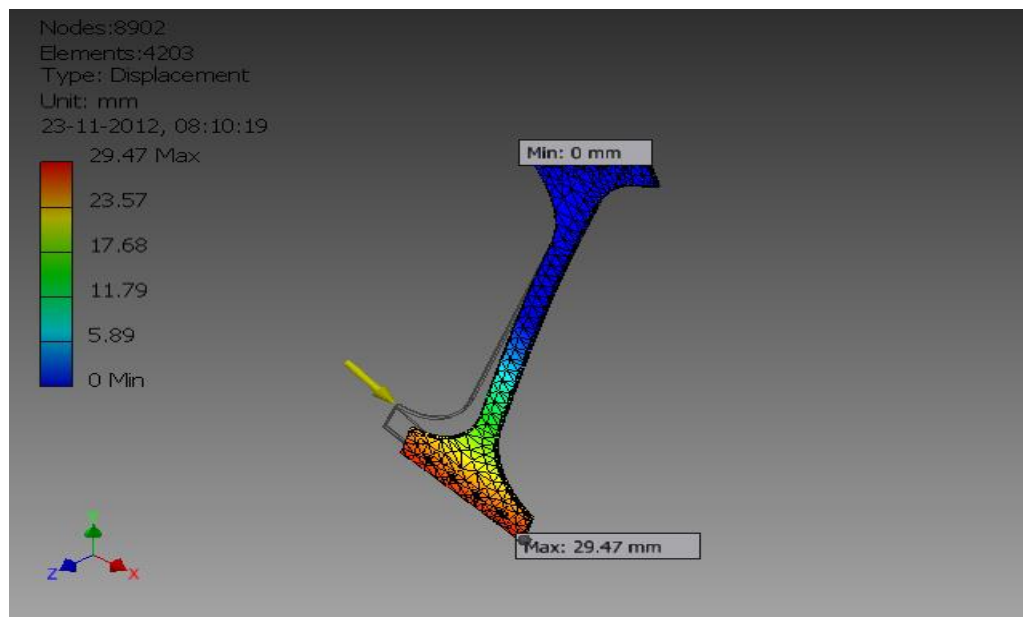 Nodes:8902
Elements:4203
Type: Displacement
Unit: mm
23-11-2012, 08:10:19
29.47 Max
23.57
17.68
11.79
5.89
0 Min
Min: 0 mm
Max: 29.47 mm
Y
Z
X